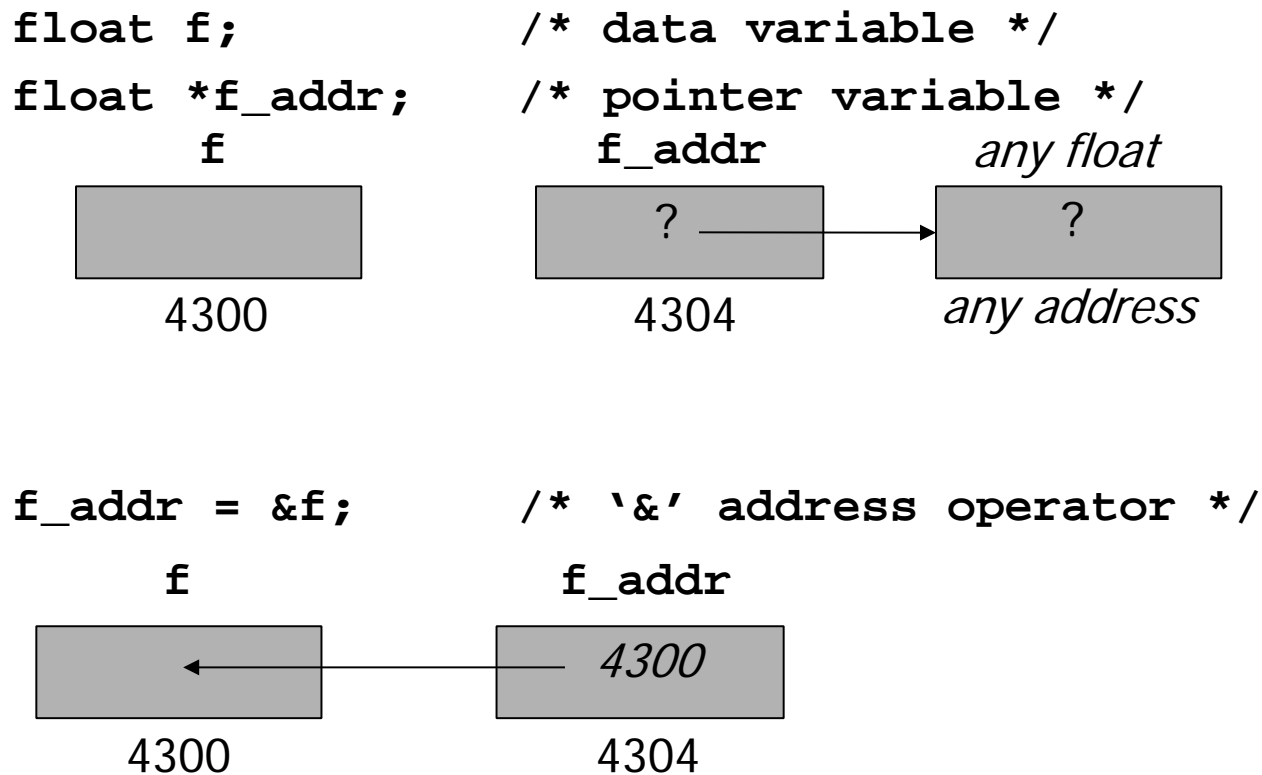 float f; /* data variable */
float *f_addr; /* pointer variable */
f f_addr any float
? ?
4300 4304 any address
f_addr = &f; /* ‘&’ address operator */
f f_addr
4300
4300 4304